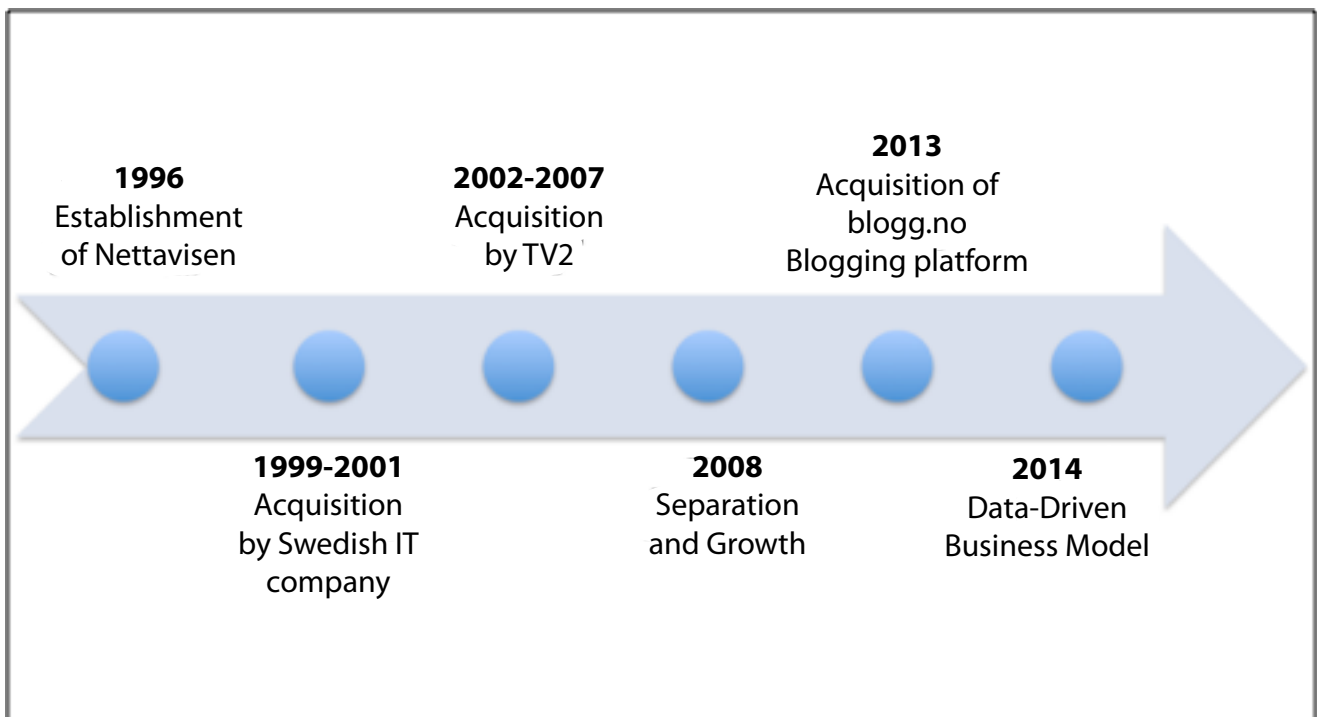 1996
Establishment
of Nettavisen
1999-2001
Acquisition
by Swedish IT
company
2002-2007
Acquisition
by TV2
2008
Separation
and Growth
2013
Acquisition of
blogg.no
Blogging platform
2014
Data-Driven
Business Model